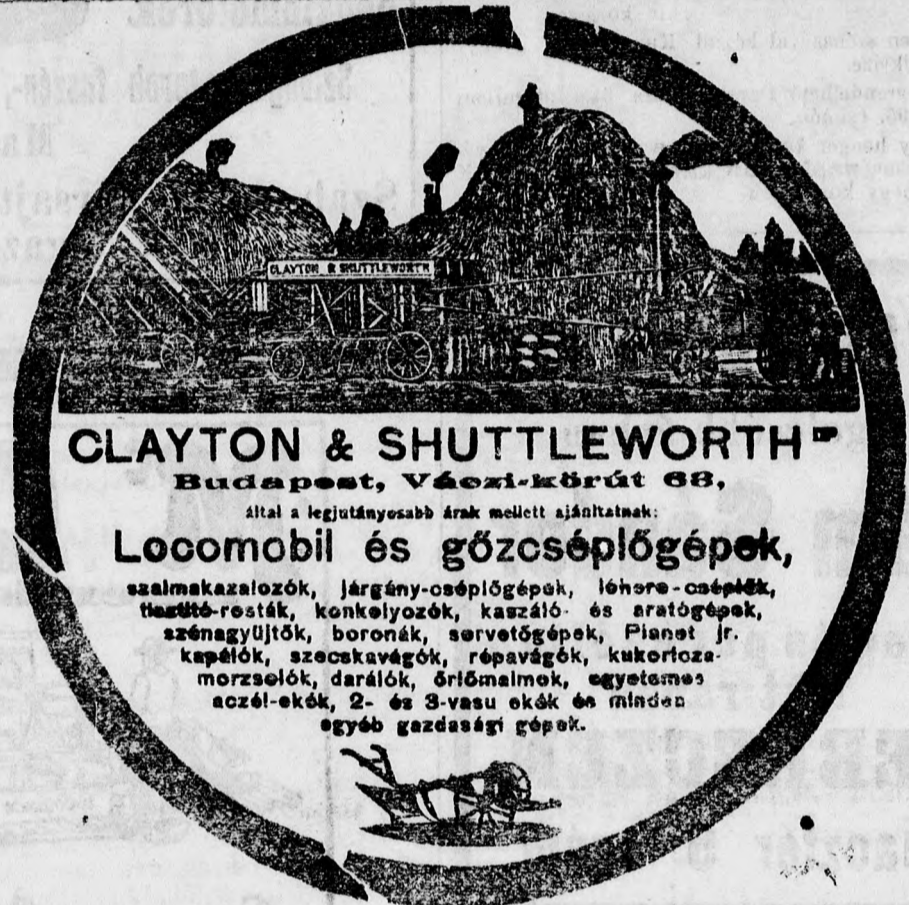 CLAYTON & SHUTTLEWORTH
CLAYTON & SHUTTLEWORTH
Budapest, Váczi-körút 63,
által a legjutányosabb árak mellett ajánltatnak:
Locomobil és gőzcséplőgépek,
szalmakazalozók, járgány-cséplőgépek, lóhere-cséplők,
tisztító-rosták, konkolyozók, kaszáló- és aratógépek,
szénagyüjtők, boronák, sorvetőgépek, Planet jr.
kapálók, szecskavágók, répavágók, kukoricza-
morzsolók, darálók, őrlőmalmok, egyetemes
aczél-ekék, 2- és 3-vasu ekék és minden
egyéb gazdasági gépek.